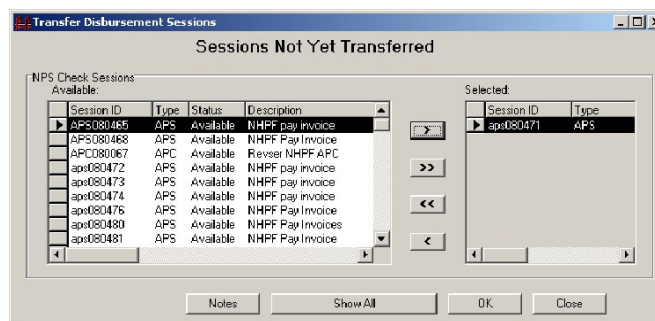 Transfer Disbursement Sessions
Sessions Not Yet Transferred
NPS Check Sessions
Available:
Session ID Type Status Description
APS080465 APS Available NHPF pay invoice
APS080468 APS Available NHPF Pay Invoice
APC080067 APC Available Revser NHPF APC
aps080472 APS Available NHPF pay invoice
aps080473 APS Available NHPF pay invoice
aps080474 APS Available NHPF pay invoice
aps080476 APS Available NHPF Pay Invoice
aps080480 APS Available NHPF Pay Invoices
aps080481 APS Available NHPF Pay Invoice
>
>>
<<
<
Selected:
Session ID Type
aps080471 APS
Notes
Show All
OK
Close